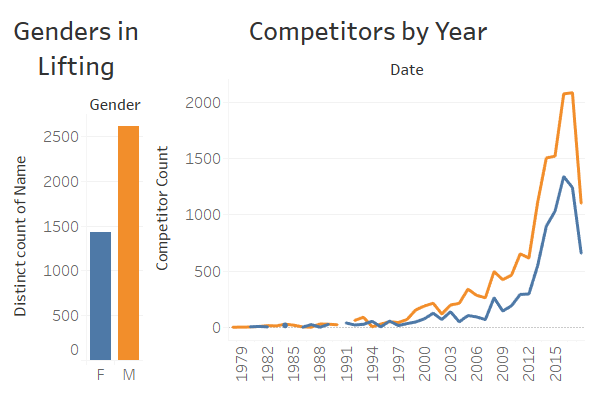 Genders in
Lifting
Gender
Distinct count of Name
2500
2000
1500
1000
500
0
F
M
Competitors by Year
Date
Competitor Count
2000
1500
1000
500
0
1979
1982
1985
1988
1991
1994
1997
2000
2003
2006
2009
2012
2015